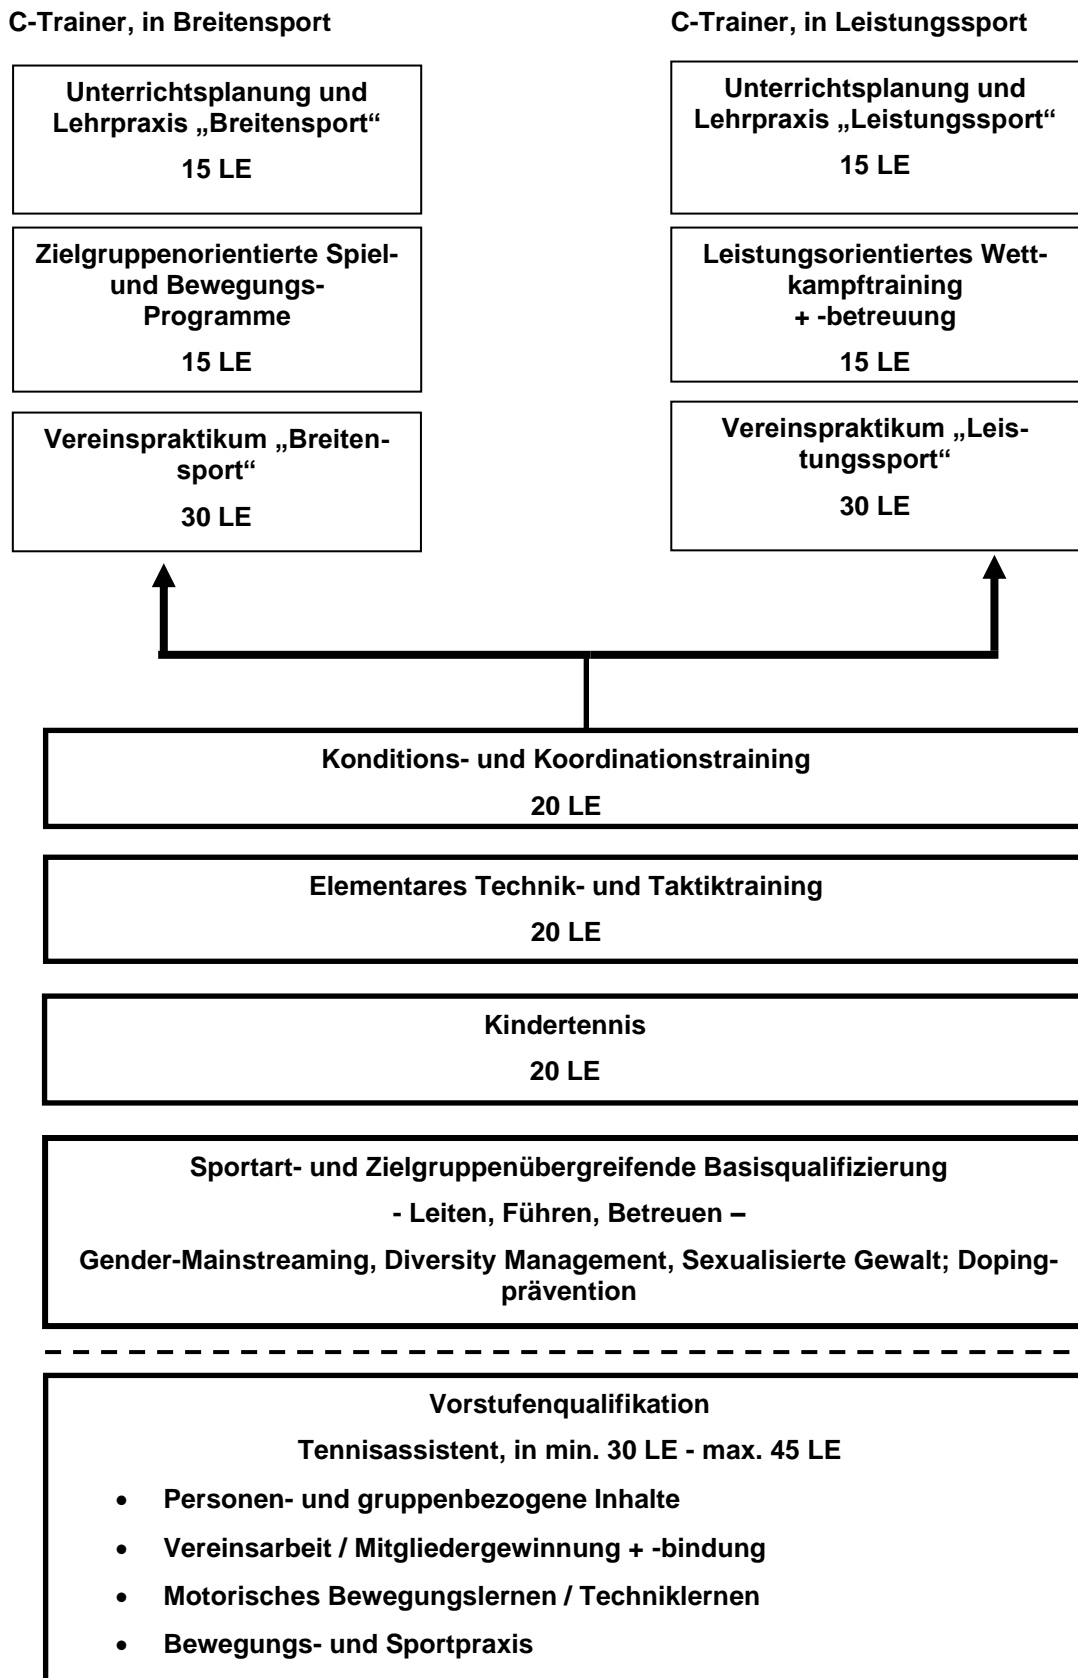 C-Trainer, in Breitensport
Unterrichtsplanung und
Lehrpraxis „Breitensport“
15 LE
Zielgruppenorientierte Spiel-
und Bewegungs-
Programme
15 LE
Vereinspraktikum „Breiten-
sport“
30 LE
C-Trainer, in Leistungssport
Unterrichtsplanung und
Lehrpraxis „Leistungssport“
15 LE
Leistungsorientiertes Wett-
kampftraining
+ -betreuung
15 LE
Vereinspraktikum „Leis-
tungssport“
30 LE
Konditions- und Koordinationstraining
20 LE
Elementares Technik- und Taktiktraining
20 LE
Kindertennis
20 LE
Sportart- und Zielgruppenübergreifende Basisqualifizierung
- Leiten, Führen, Betreuen –
Gender-Mainstreaming, Diversity Management, Sexualisierte Gewalt; Doping-
prävention
Vorstufenqualifikation
Tennisassistent, in min. 30 LE - max. 45 LE
• Personen- und gruppenbezogene Inhalte
• Vereinsarbeit / Mitgliedergewinnung + -bindung
• Motorisches Bewegungslernen / Techniklernen
• Bewegungs- und Sportpraxis